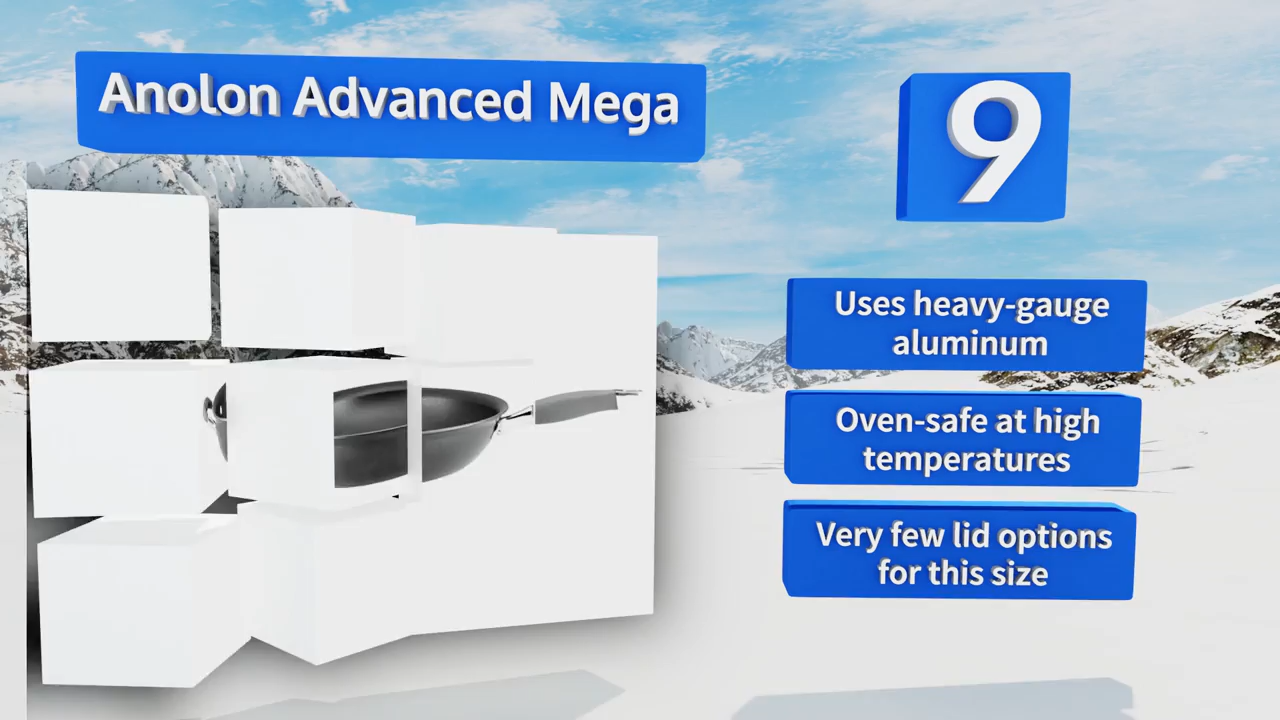 Anolon Advanced Mega
9
Uses heavy-gauge
aluminum
Oven-safe at high
temperatures
Very few lid options
for this size